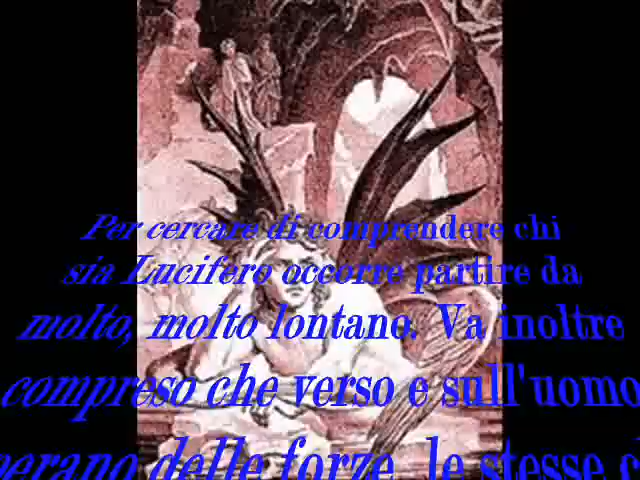 Per cercare di comprendere chi
sia Lucifero occorre partire da
molto, molto lontano. Va inoltre
compreso che verso e sull'uomo
perano delle forze, le stesse c